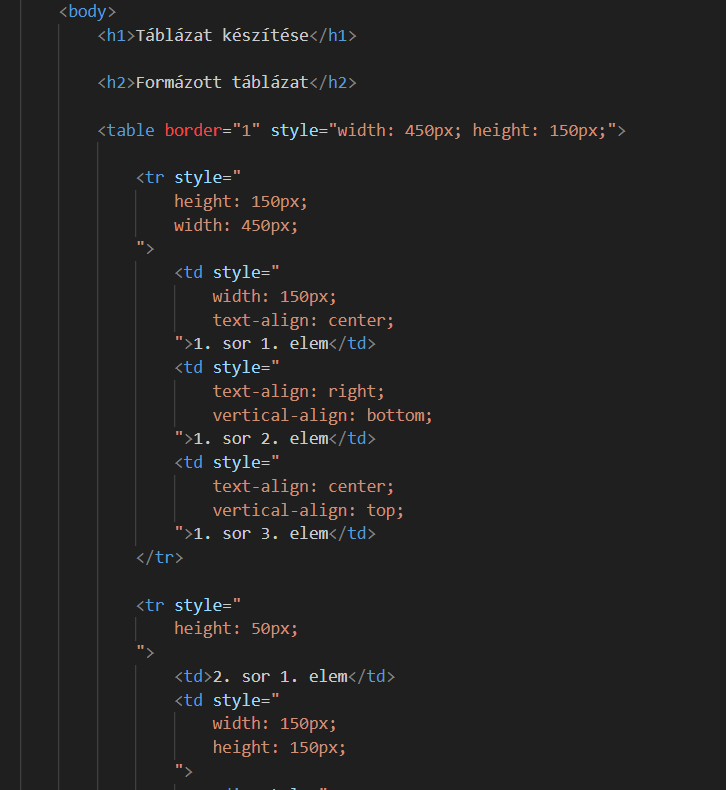 <body>
<h1>Táblázat készítése</h1>
<h2>Formázott táblázat</h2>
<table border="1" style="width: 450px; height: 150px;">
<tr style="
height: 150px;
width: 450px;
">
<td style="
width: 150px;
text-align: center;
">1. sor 1. elem</td>
<td style="
text-align: right;
vertical-align: bottom;
">1. sor 2. elem</td>
<td style="
text-align: center;
vertical-align: top;
">1. sor 3. elem</td>
</tr>
<tr style="
height: 50px;
">
<td>2. sor 1. elem</td>
<td style="
width: 150px;
height: 150px;
">